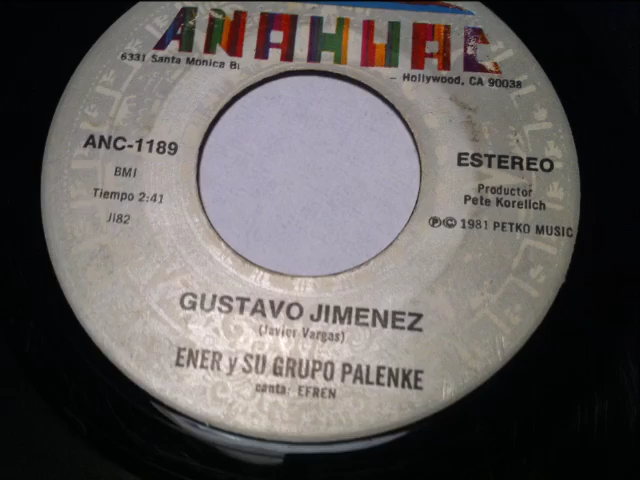 ANAHUAC
6331 Santa Monica Bl - Hollywood, CA 90038
ANC-1189
BMI
Tiempo 2:41
J182
ESTEREO
Productor
Pete Korelich
Ⓟ© 1981 PETKO MUSIC
GUSTAVO JIMENEZ
(Javier Vargas)
ENER y SU GRUPO PALENKE
canta: EFREN